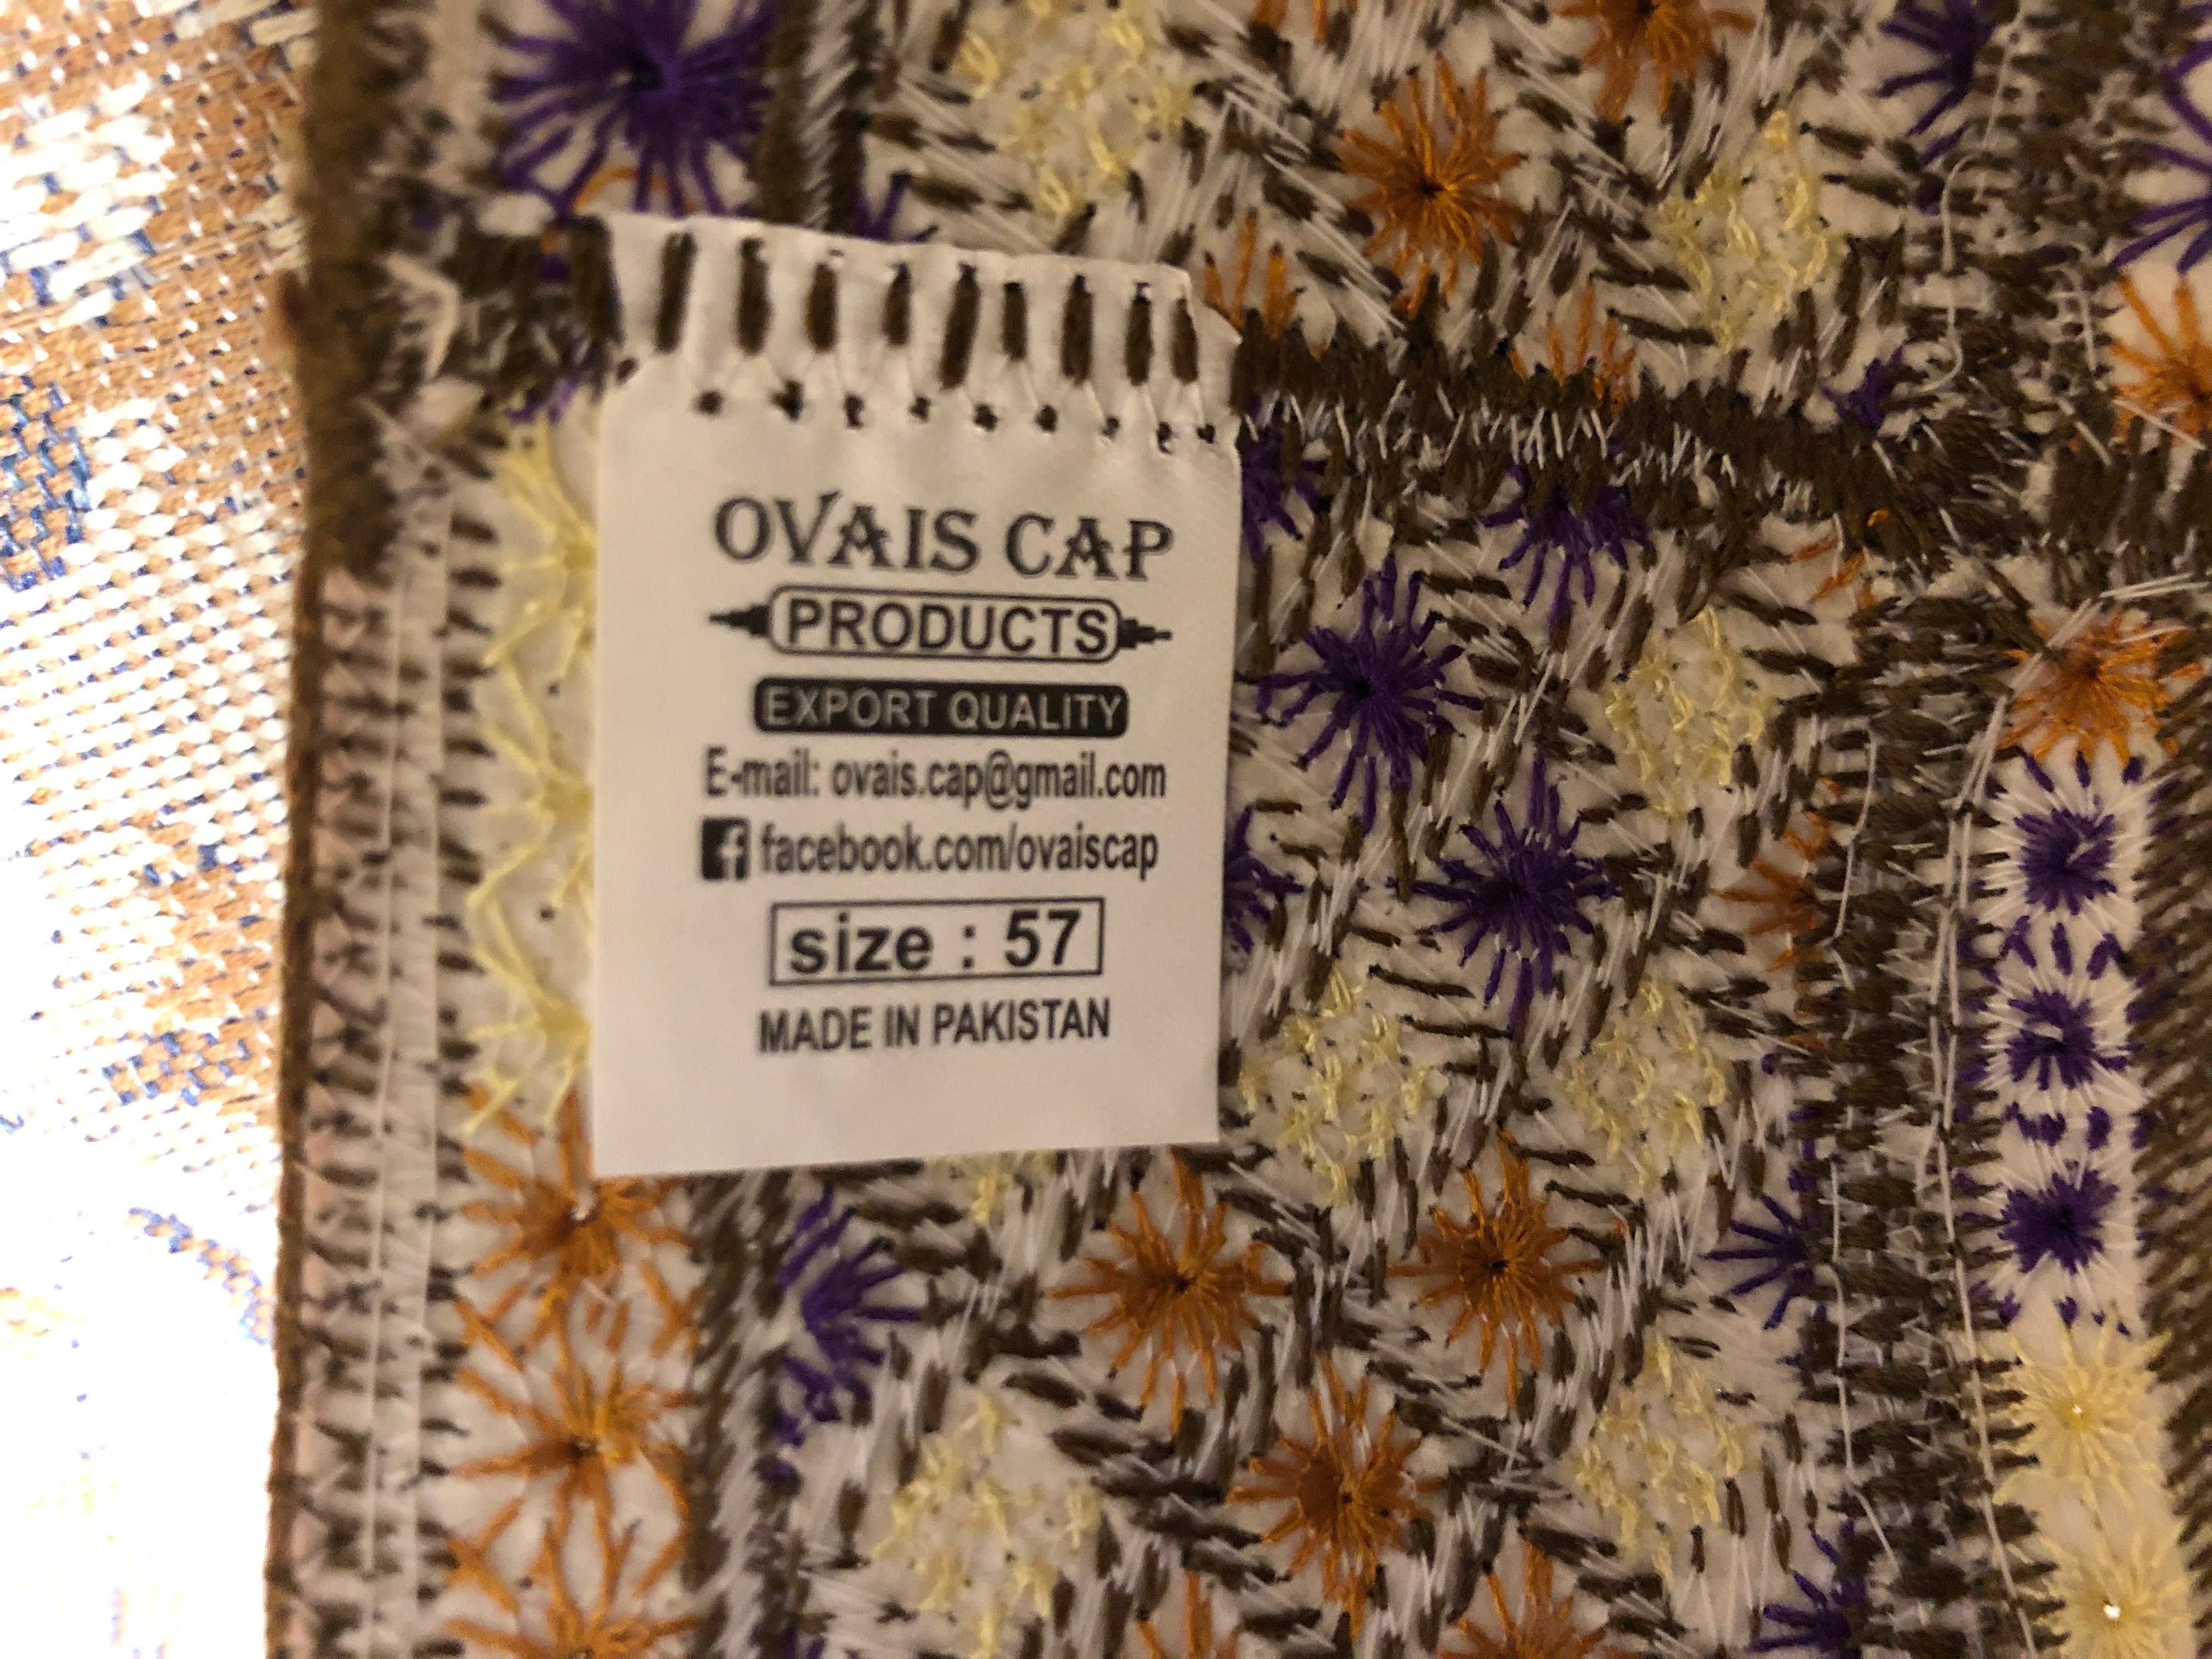 OVAIS CAP
PRODUCTS
EXPORT QUALITY
E-mail: ovais.cap@gmail.com
facebook.com/ovaiscap
size : 57
MADE IN PAKISTAN